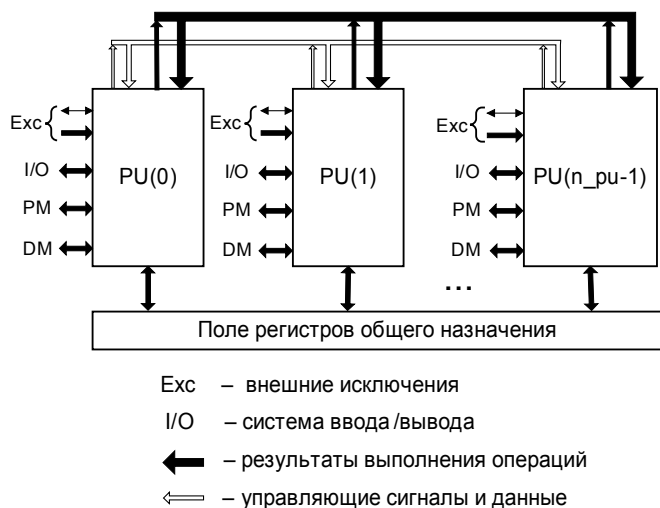 Exc
I/O
PM
DM
PU(0)
Exc
I/O
PM
DM
PU(1)
Exc
I/O
PM
DM
PU(n_pu-1)
...
Поле регистров общего назначения
Exc – внешние исключения
I/O – система ввода/вывода
– результаты выполнения операций
– управляющие сигналы и данные